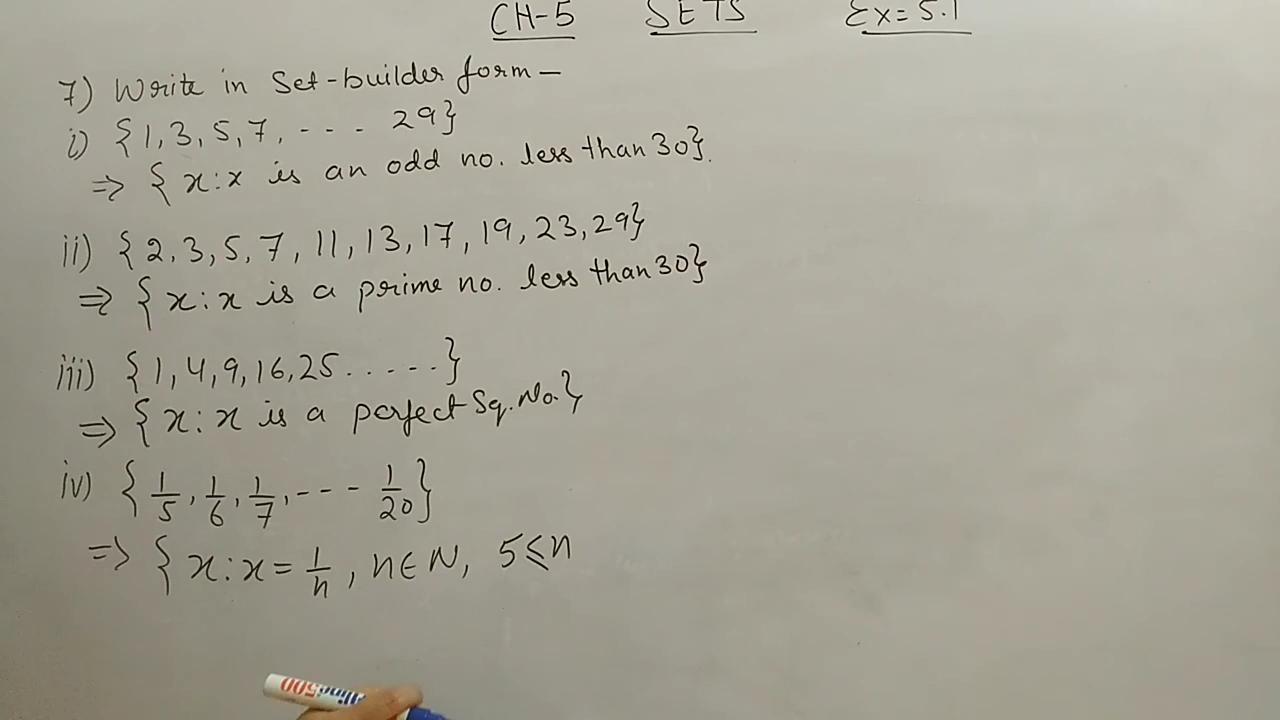 CH-5 SETS Ex= 5.1
7) Write in Set-builder form—
i) {1, 3, 5, 7, --- 29}
⇒ {x:x is an odd no. less than 30}.
ii) {2, 3, 5, 7, 11, 13, 17, 19, 23, 29}
⇒ {x:x is a prime no. less than 30}
iii) {1, 4, 9, 16, 25 .....}
⇒ {x:x is a perfect Sq. No.}
iv) {1/5, 1/6, 1/7, --- 1/20}
⇒ {x:x = 1/n, n∈N, 5≤n
500